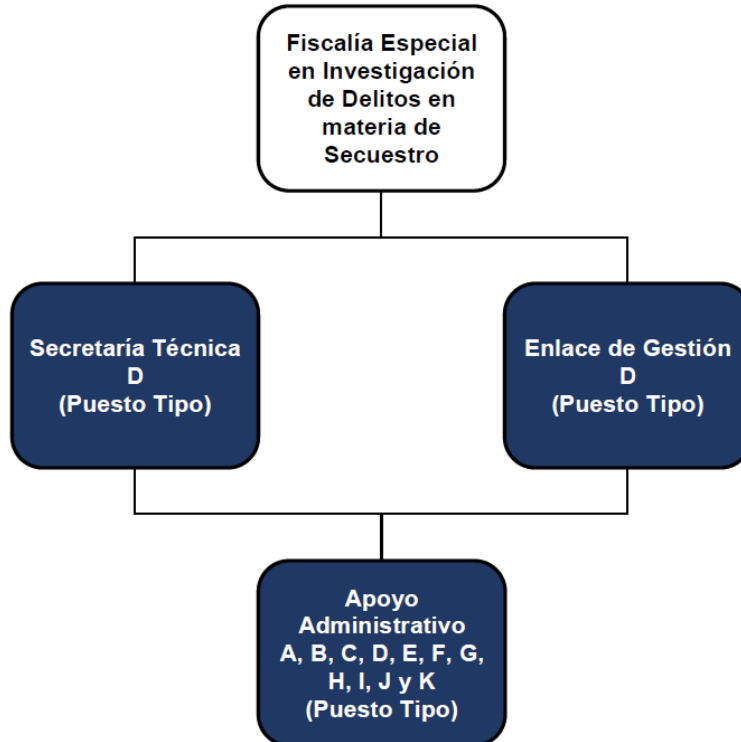 Fiscalía Especial
en Investigación
de Delitos en
materia de
Secuestro
Secretaría Técnica
D
(Puesto Tipo)
Enlace de Gestión
D
(Puesto Tipo)
Apoyo
Administrativo
A, B, C, D, E, F, G,
H, I, J y K
(Puesto Tipo)